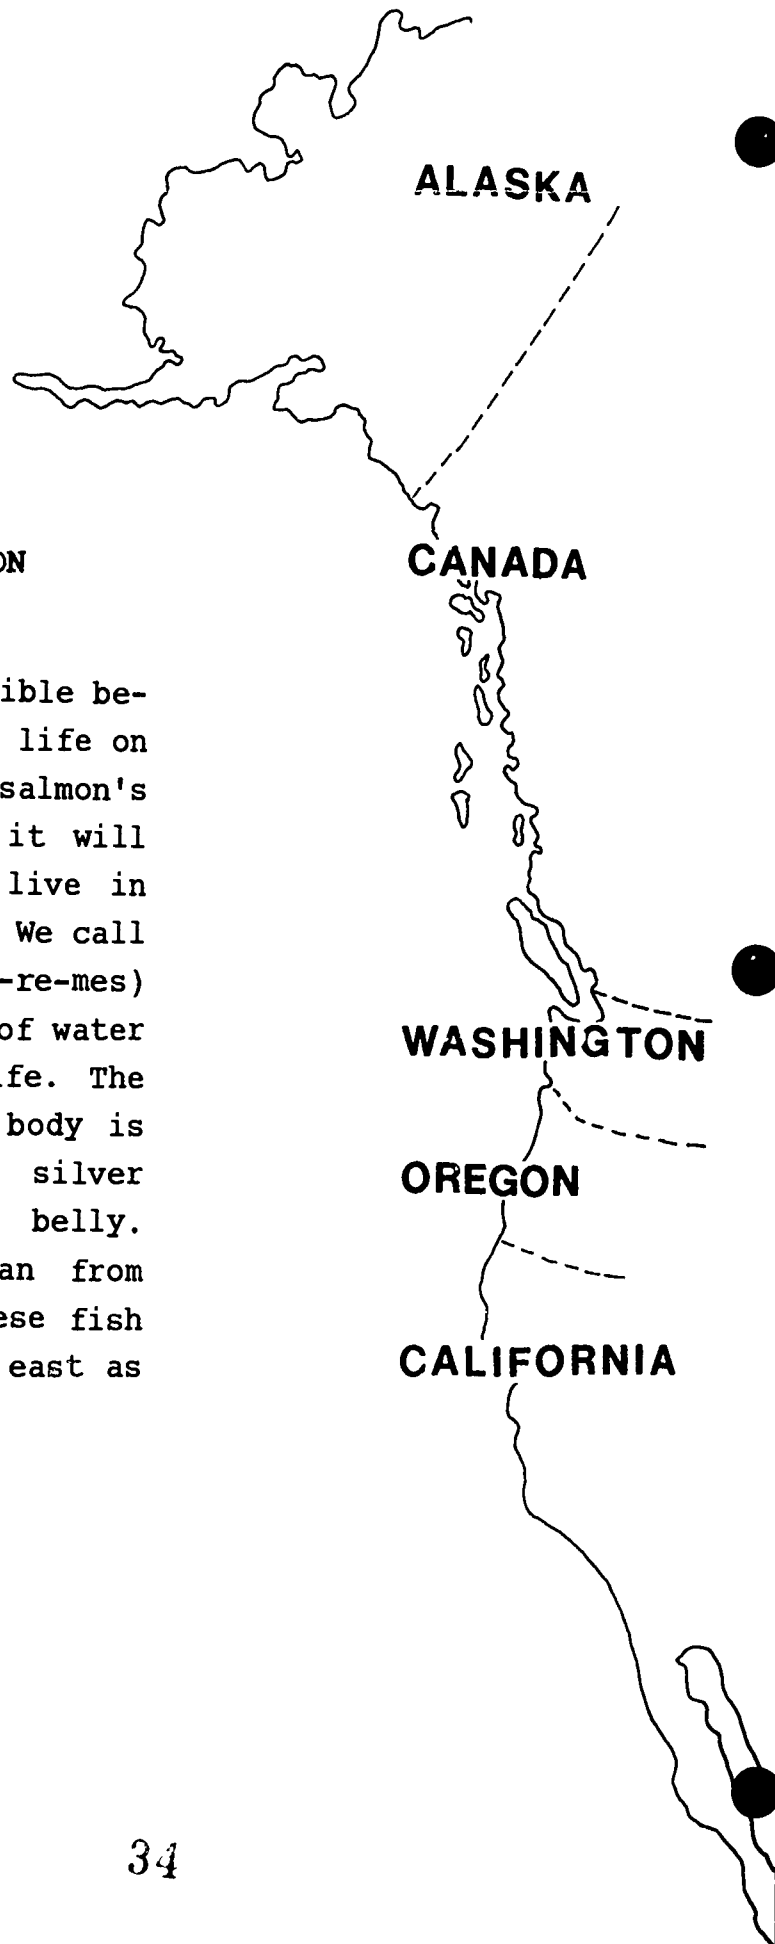 ALASKA
ON
CANADA
ible be-
life on
salmon's
it will
live in
We call
-re-mes)
of water
ife. The
body is
silver
belly.
an from
ese fish
east as
WASHINGTON
OREGON
CALIFORNIA
34